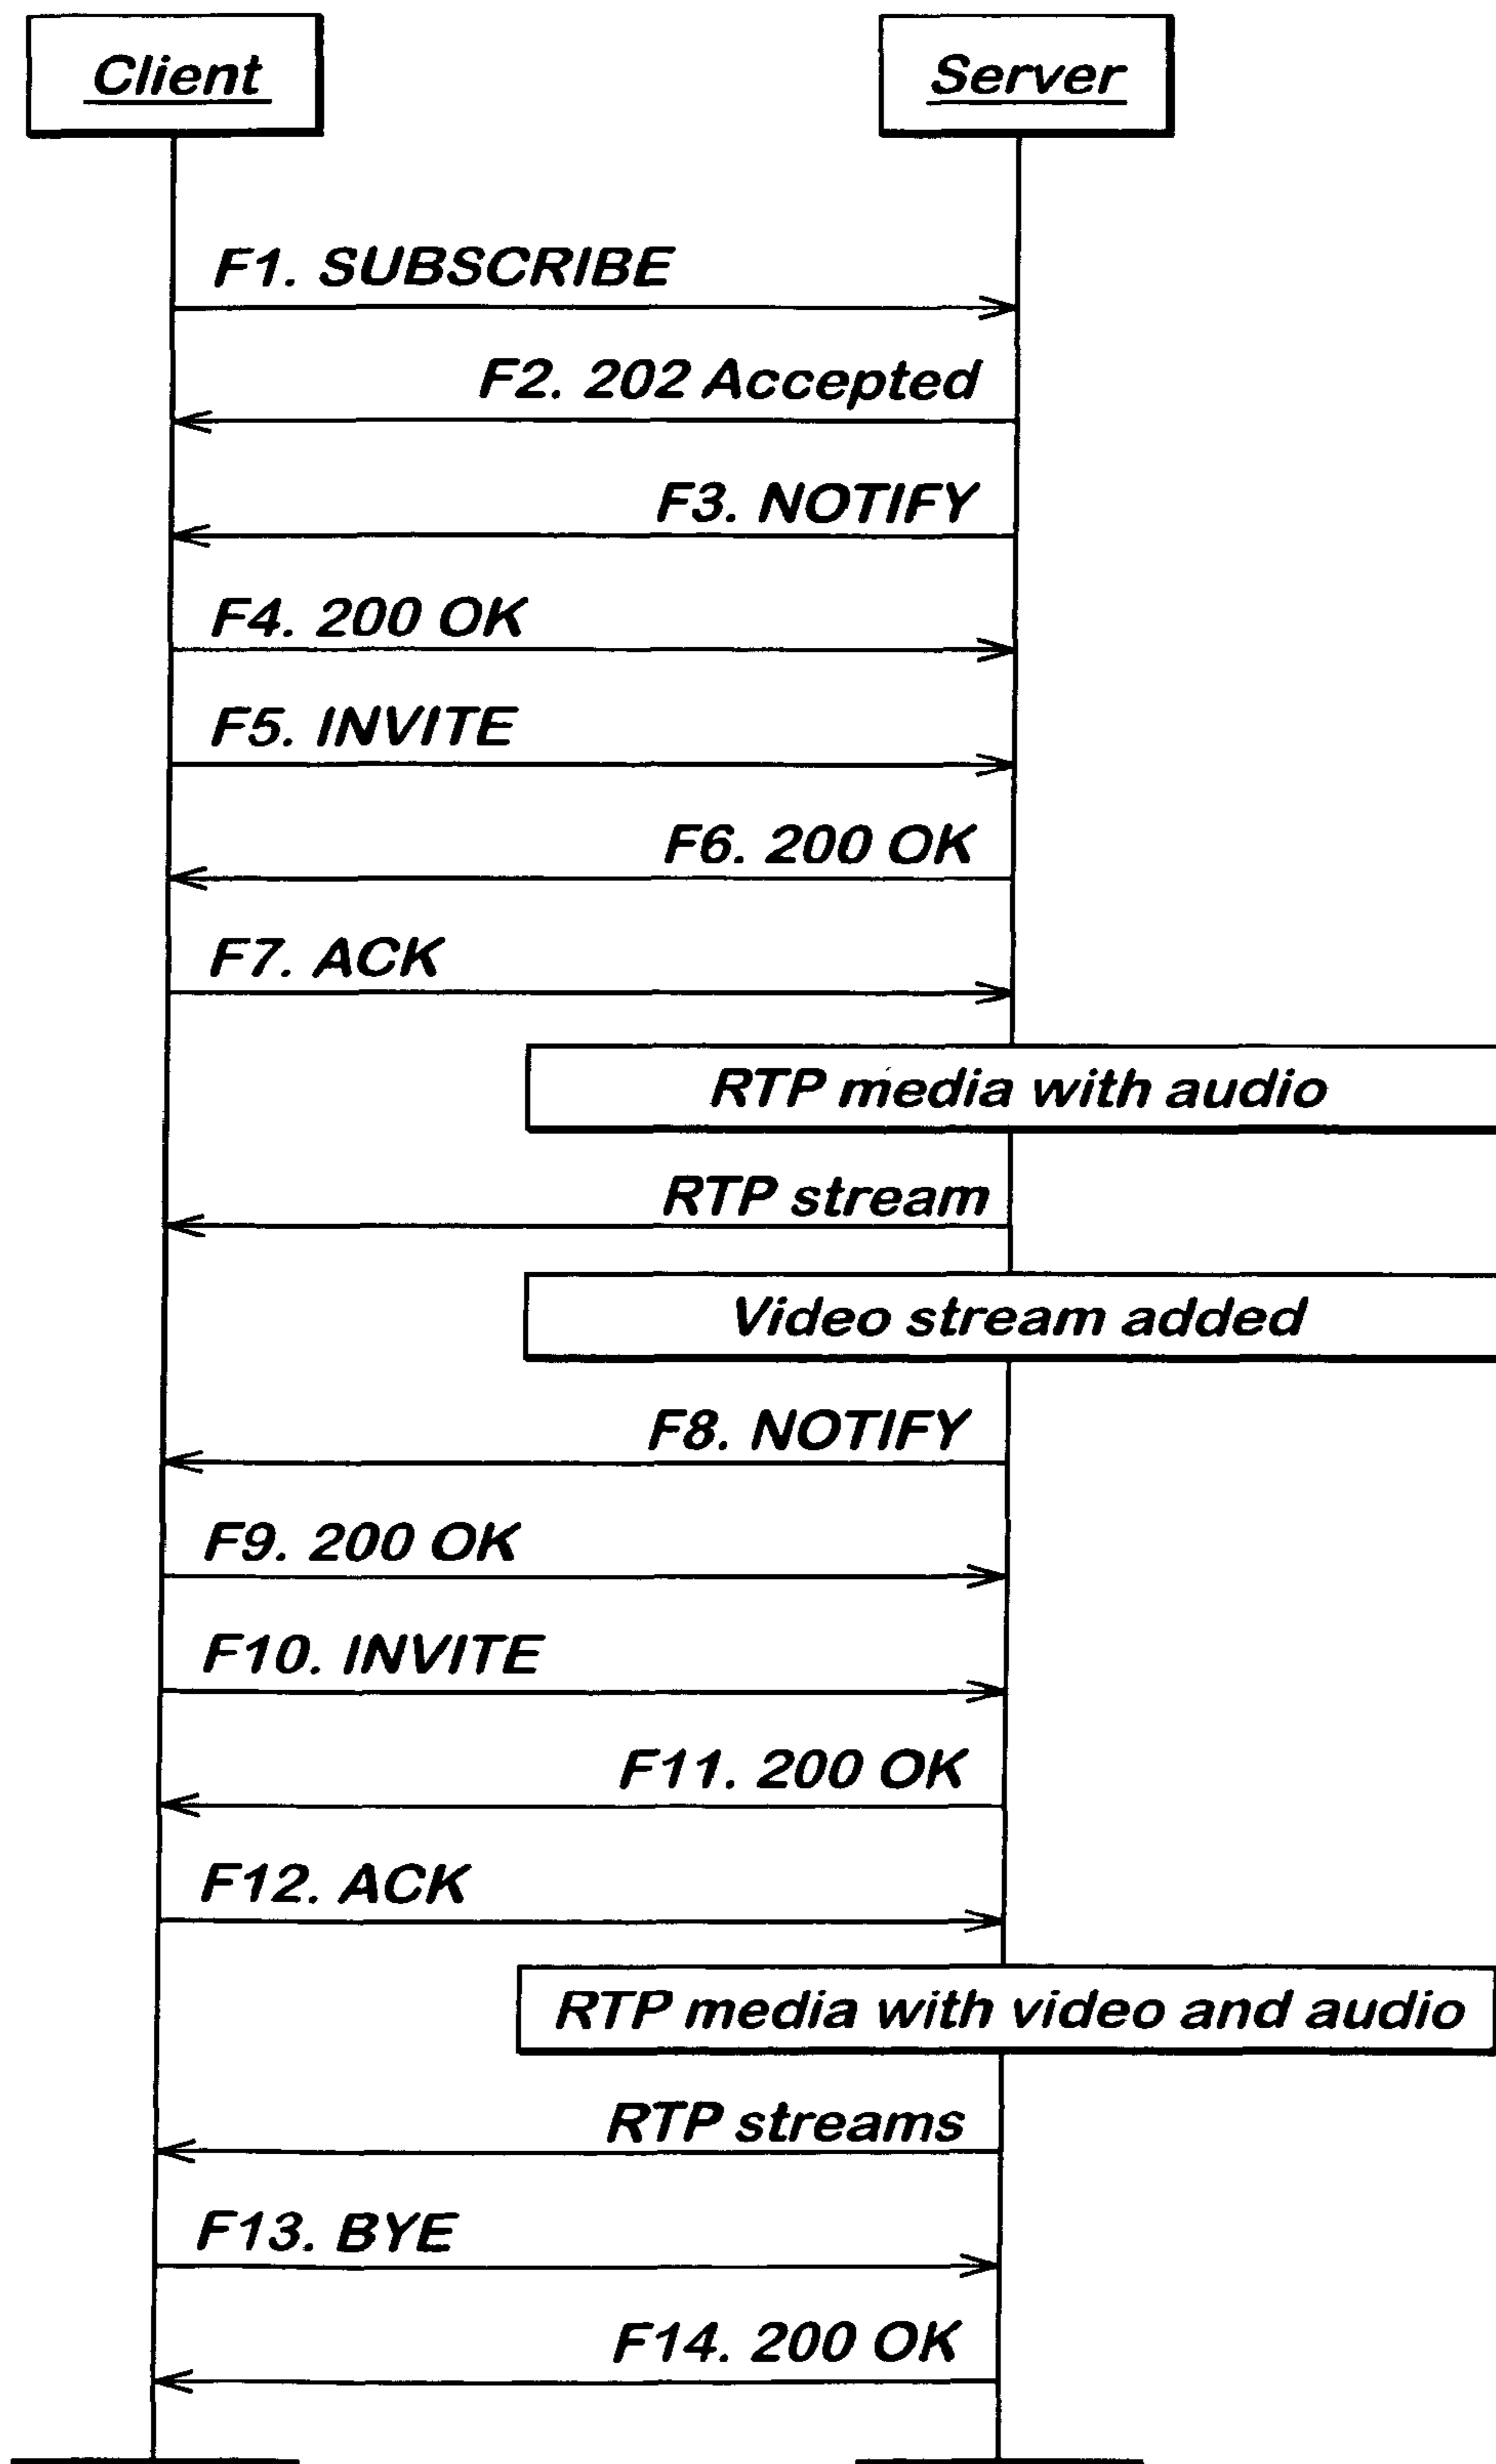 Client
Server
F1. SUBSCRIBE
F2. 202 Accepted
F3. NOTIFY
F4. 200 OK
F5. INVITE
F6. 200 OK
F7. ACK
RTP media with audio
RTP stream
Video stream added
F8. NOTIFY
F9. 200 OK
F10. INVITE
F11. 200 OK
F12. ACK
RTP media with video and audio
RTP streams
F13. BYE
F14. 200 OK